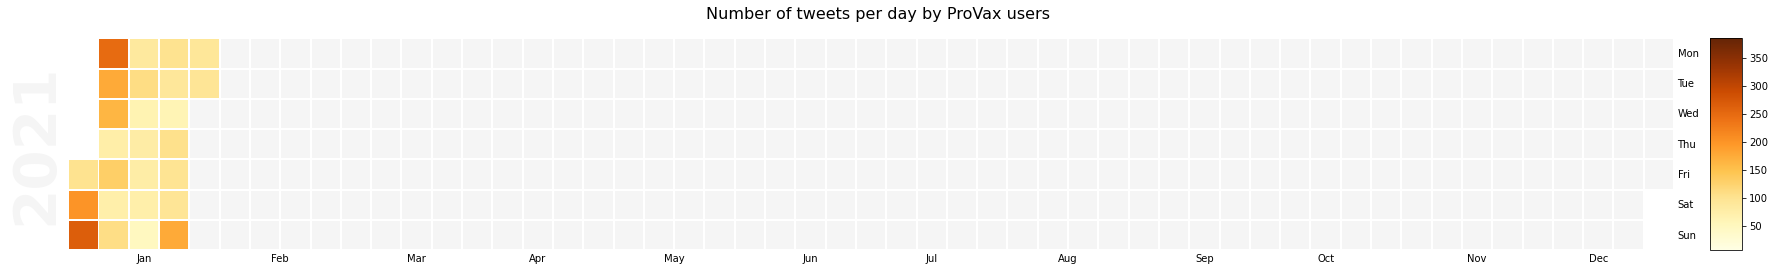 Number of tweets per day by ProVax users
2021
Mon
Tue
Wed
Thu
Fri
Sat
Sun
Jan Feb Mar Apr May Jun Jul Aug Sep Oct Nov Dec
350
300
250
200
150
100
50